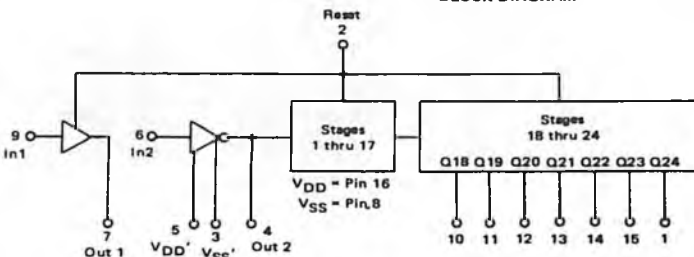 BLOCK DIAGRAM
Reset
2
9
In1
6
In2
Stages
1 thru 17
Stages
18 thru 24
Q18 Q19 Q20 Q21 Q22 Q23 Q24
VDD = Pin 16
VSS = Pin 8
7
Out 1
5
VDD'
3
VSS'
4
Out 2
10 11 12 13 14 15 1